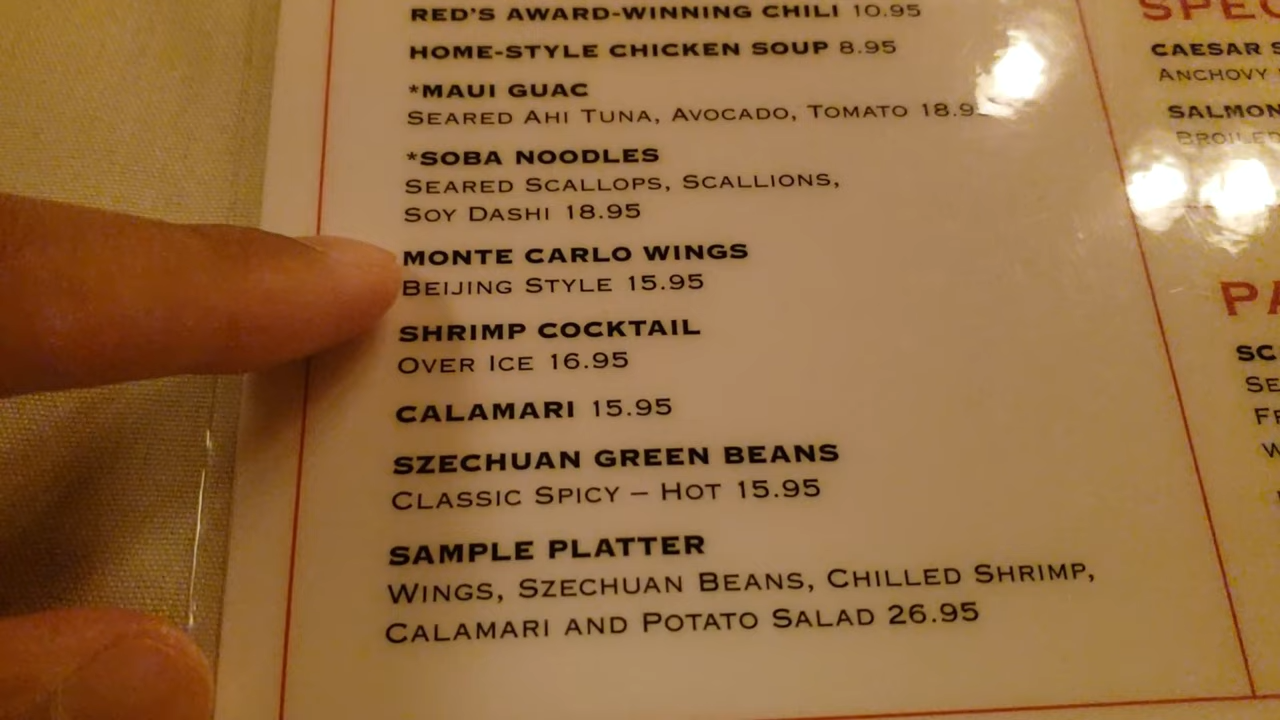 RED'S AWARD-WINNING CHILI 10.95
HOME-STYLE CHICKEN SOUP 8.95
*MAUI GUAC
SEARED AHI TUNA, AVOCADO, TOMATO
*SOBA NOODLES
SEARED SCALLOPS, SCALLIONS,
SOY DASHI 18.95
MONTE CARLO WINGS
BEIJING STYLE 15.95
SHRIMP COCKTAIL
OVER ICE 16.95
CALAMARI 15.95
SZECHUAN GREEN BEANS
CLASSIC SPICY – HOT 15.95
SAMPLE PLATTER
WINGS, SZECHUAN BEANS, CHILLED SHRIMP,
CALAMARI AND POTATO SALAD 26.95
CAESAR
ANCHOVY
SALMON